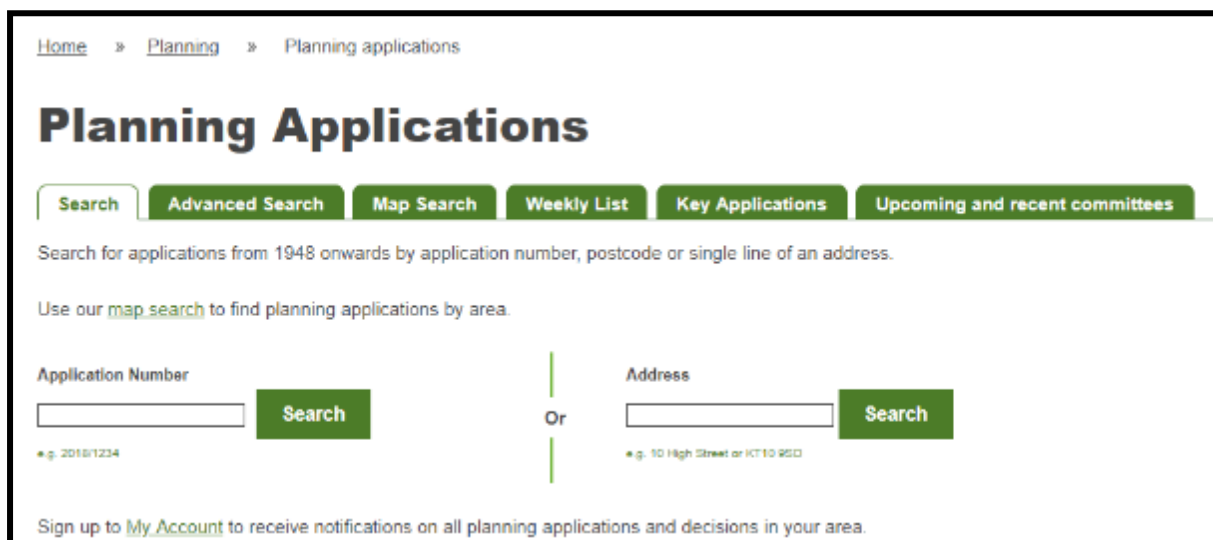 Home » Planning » Planning applications
Planning Applications
Search Advanced Search Map Search Weekly List Key Applications Upcoming and recent committees
Search for applications from 1948 onwards by application number, postcode or single line of an address.
Use our map search to find planning applications by area.
Application Number
Search
e.g. 2018/1234
Or
Address
Search
e.g. 10 High Street or KT10 9SD
Sign up to My Account to receive notifications on all planning applications and decisions in your area.